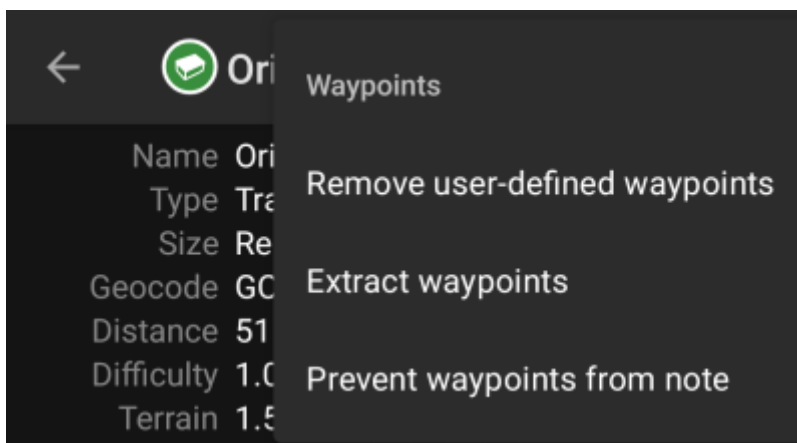 Ori
Waypoints
Name Ori
Type Tra
Size Re
Geocode GC
Distance 51
Difficulty 1.0
Terrain 1.5
Remove user-defined waypoints
Extract waypoints
Prevent waypoints from note